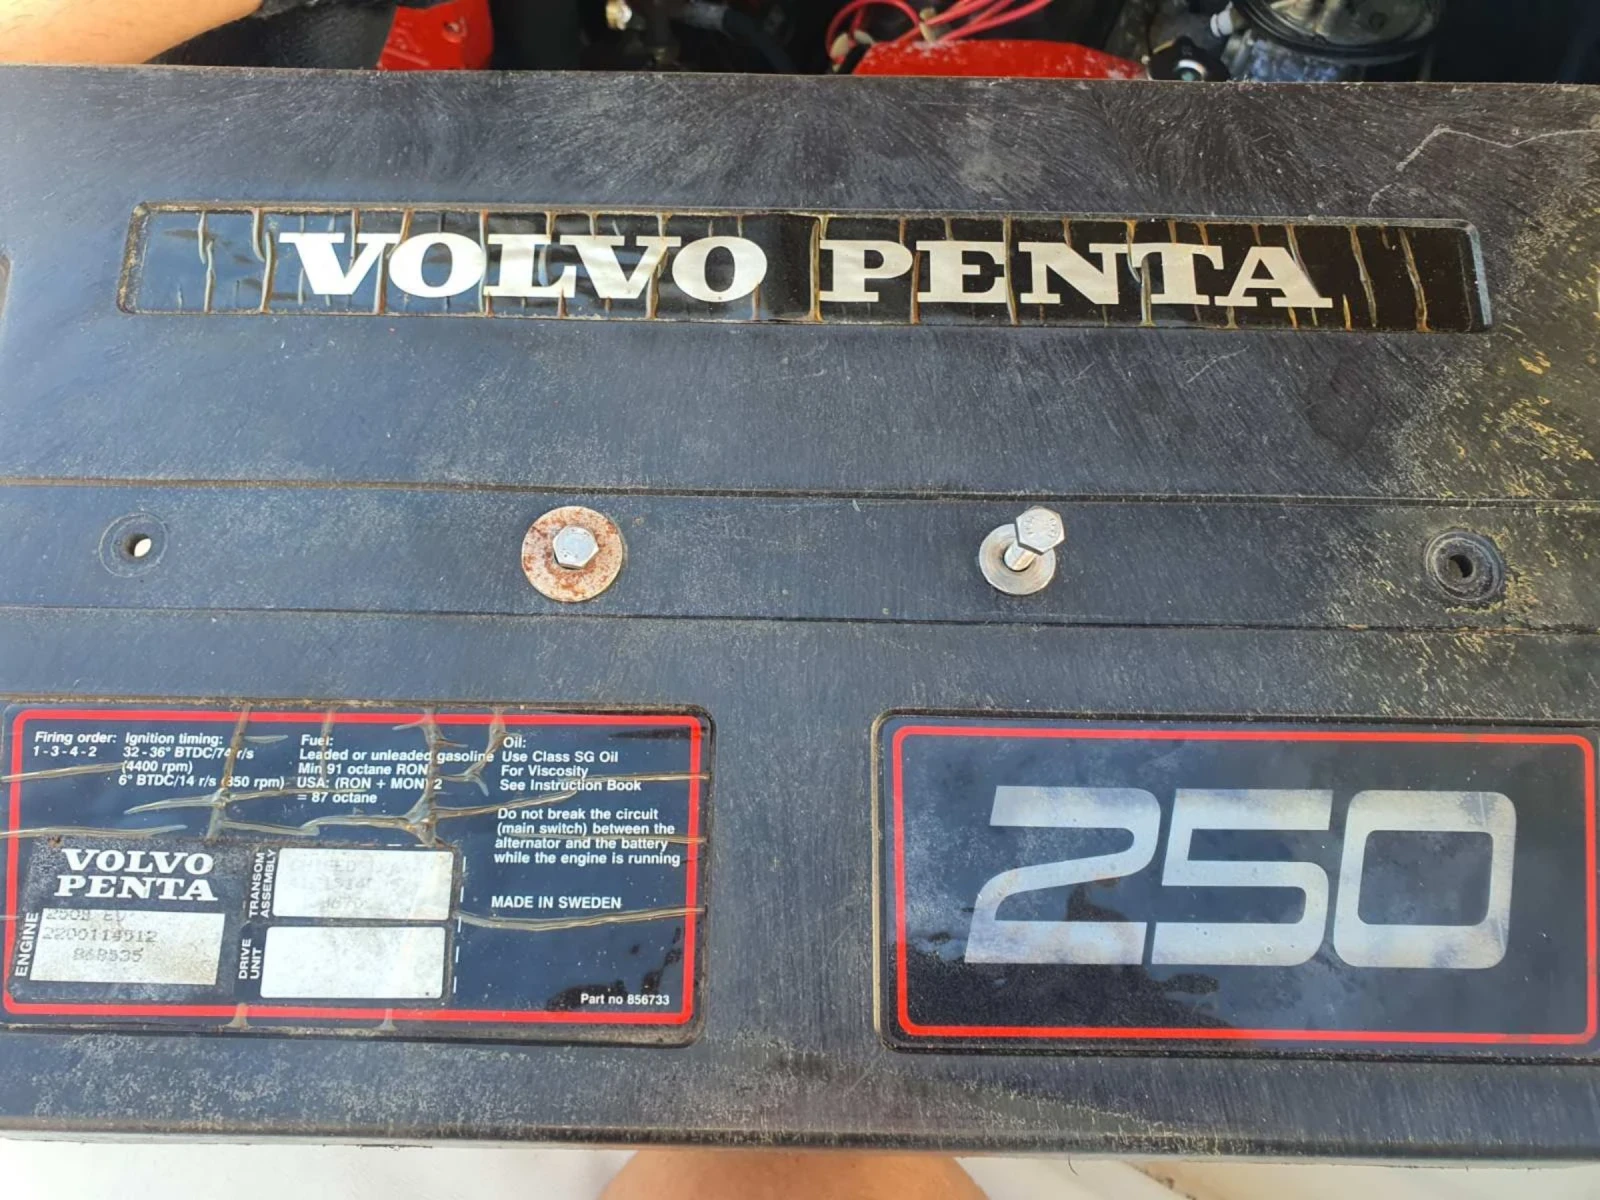 VOLVO PENTA
Firing order:
1 - 3 - 4 - 2
Ignition timing:
32 - 36° BTDC/74 r/s
(4400 rpm)
6° BTDC/14 r/s (850 rpm)
Fuel:
Leaded or unleaded gasoline
Min 91 octane RON
USA: (RON + MON) 2
= 87 octane
Oil:
Use Class SG Oil
For Viscosity
See Instruction Book
Do not break the circuit
(main switch) between the
alternator and the battery
while the engine is running
MADE IN SWEDEN
Part no 856733
VOLVO
PENTA
ENGINE
2200114512
868535
TRANSOM
ASSEMBLY
DRIVE
UNIT
250